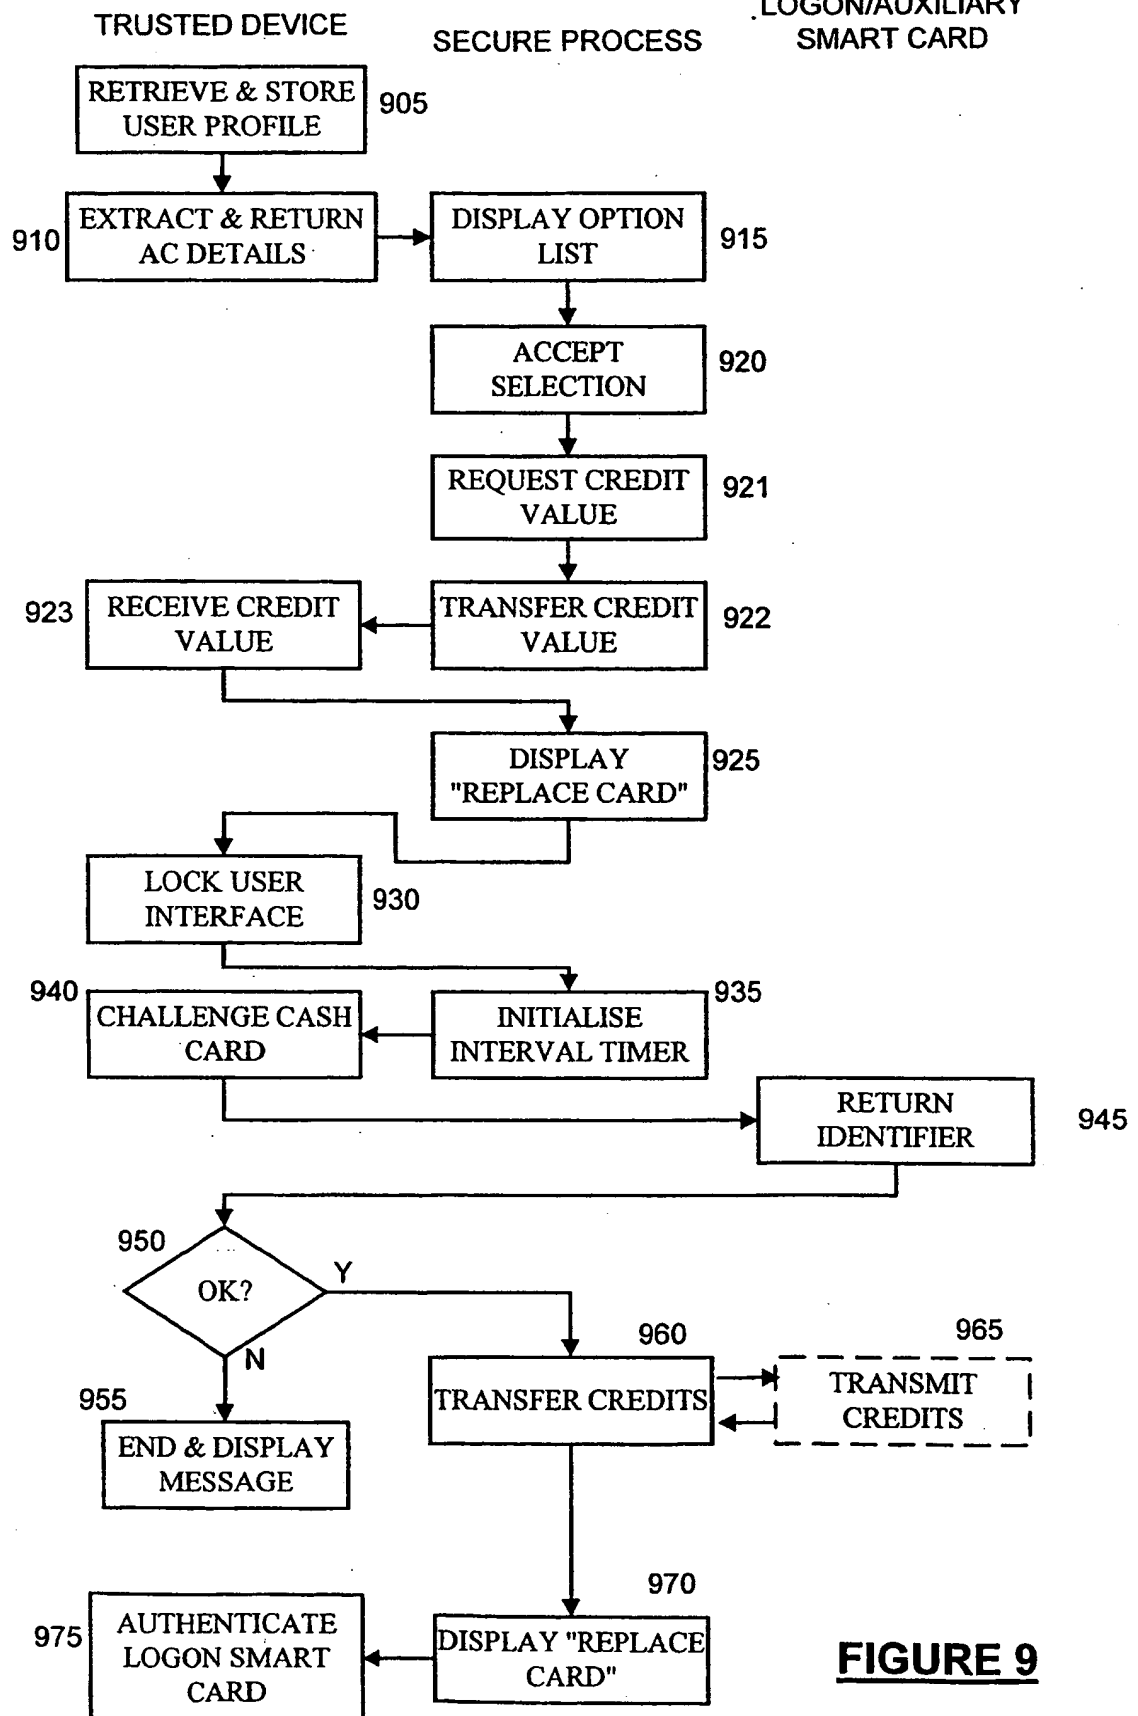 TRUSTED DEVICE
SECURE PROCESS
LOGON/AUXILIARY
SMART CARD
RETRIEVE & STORE
USER PROFILE
905
910
EXTRACT & RETURN
AC DETAILS
DISPLAY OPTION
LIST
915
ACCEPT
SELECTION
920
REQUEST CREDIT
VALUE
921
923
RECEIVE CREDIT
VALUE
TRANSFER CREDIT
VALUE
922
DISPLAY
"REPLACE CARD"
925
LOCK USER
INTERFACE
930
940
CHALLENGE CASH
CARD
INITIALISE
INTERVAL TIMER
935
RETURN
IDENTIFIER
945
950
OK?
Y
N
955
END & DISPLAY
MESSAGE
960
TRANSFER CREDITS
965
TRANSMIT
CREDITS
970
DISPLAY "REPLACE
CARD"
975
AUTHENTICATE
LOGON SMART
CARD
FIGURE 9